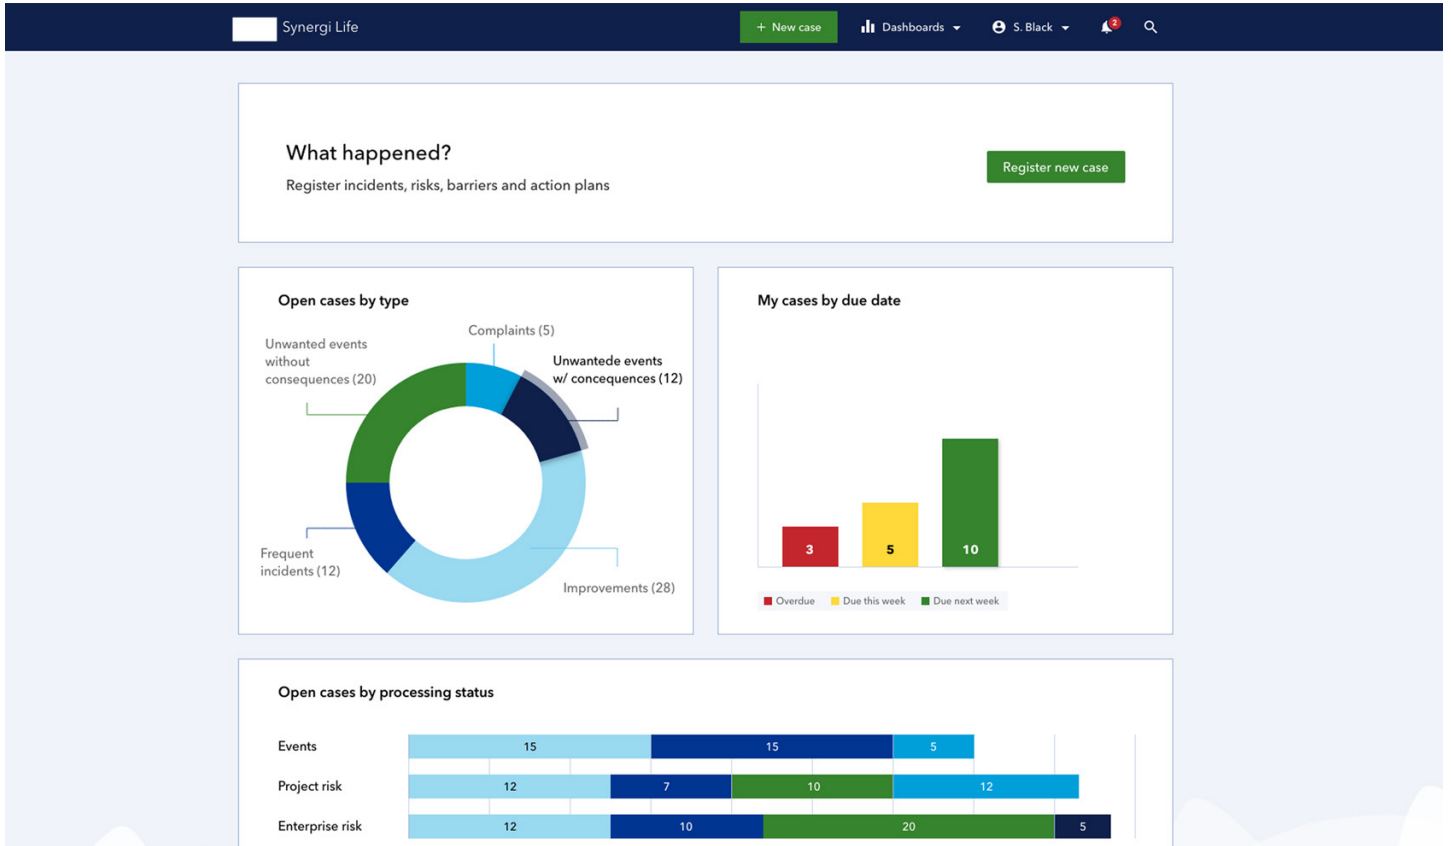 Synergi Life
+ New case
Dashboards
S. Black
2
What happened?
Register incidents, risks, barriers and action plans
Register new case
Open cases by type
Complaints (5)
Unwanted events
without
consequences (20)
Unwantede events
w/ concequences (12)
Frequent
incidents (12)
Improvements (28)
My cases by due date
3
5
10
Overdue
Due this week
Due next week
Open cases by processing status
Events
15
15
5
Project risk
12
7
10
12
Enterprise risk
12
10
20
5